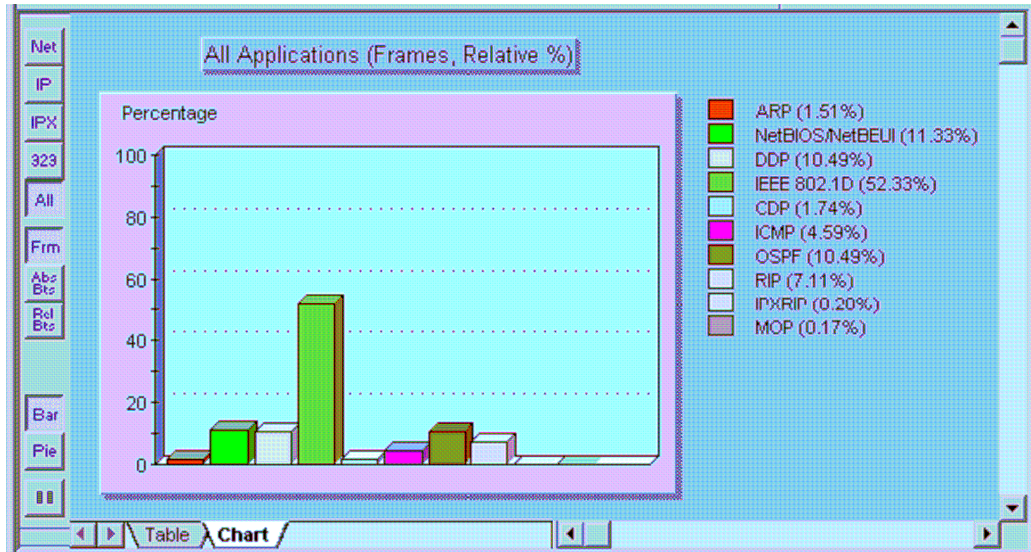 Net
IP
IPX
323
All
Frm
Abs
Bts
Rel
Bts
Bar
Pie
All Applications (Frames, Relative %)
Percentage
100
80
60
40
20
0
ARP (1.51%)
NetBIOS/NetBEUI (11.33%)
DDP (10.49%)
IEEE 802.1D (52.33%)
CDP (1.74%)
ICMP (4.59%)
OSPF (10.49%)
RIP (7.11%)
IPXRIP (0.20%)
MOP (0.17%)
Table
Chart